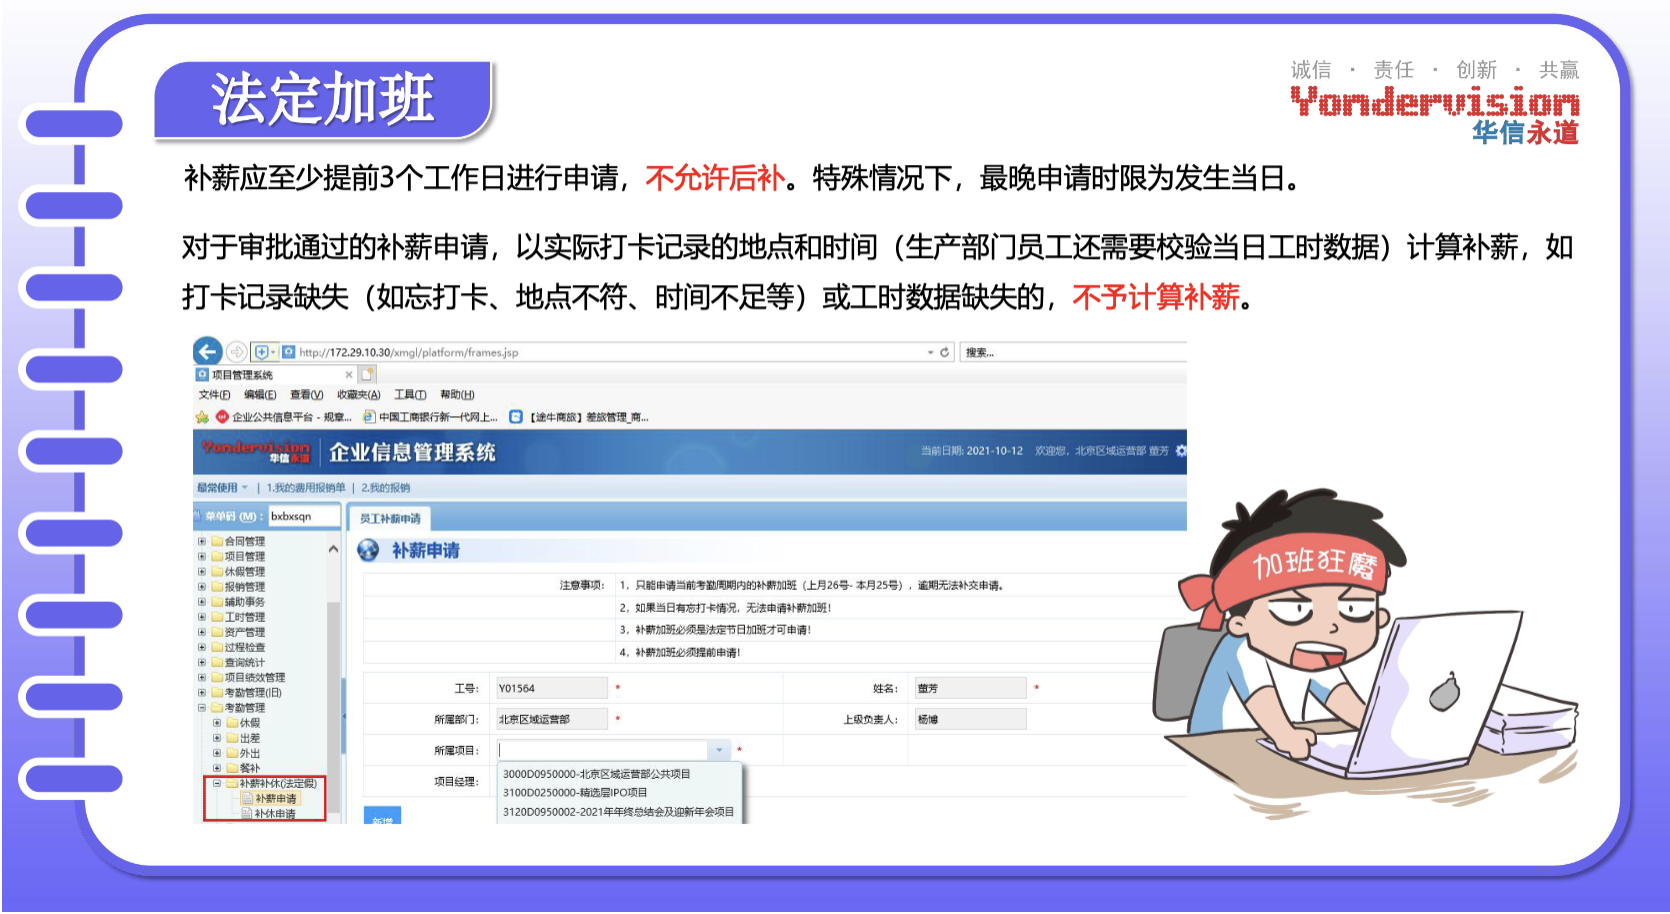 法定加班
诚信 · 责任 · 创新 · 共赢
Yondervision
华信永道
补薪应至少提前3个工作日进行申请，不允许后补。特殊情况下，最晚申请时限为发生当日。
对于审批通过的补薪申请，以实际打卡记录的地点和时间（生产部门员工还需要校验当日工时数据）计算补薪，如
打卡记录缺失（如忘打卡、地点不符、时间不足等）或工时数据缺失的，不予计算补薪。
http://172.29.10.30/xmgl/platform/frames.jsp
搜索...
项目管理系统
文件(F) 编辑(E) 查看(V) 收藏夹(A) 工具(T) 帮助(H)
企业公共信息平台 - 规章... 中国工商银行新一代网上... 【途牛商旅】差旅管理_商...
Yondervision
华信永道
企业信息管理系统
当前日期: 2021-10-12 欢迎您，北京区域运营部 董芳
最常使用 | 1.我的费用报销单 | 2.我的报销
菜单码 (M)： bxbxsqn
员工补薪申请
合同管理
项目管理
休假管理
报销管理
辅助事务
工时管理
资产管理
过程检查
查询统计
项目绩效管理
考勤管理(旧)
考勤管理
休假
出差
外出
餐补
补薪补休(法定假)
补薪申请
补休申请
补薪申请
注意事项： 1，只能申请当前考勤周期内的补薪加班（上月26号- 本月25号），逾期无法补交申请。
2，如果当日有忘打卡情况，无法申请补薪加班！
3，补薪加班必须是法定节日加班才可申请！
4，补薪加班必须提前申请！
工号： Y01564 * 姓名： 董芳 *
所属部门： 北京区域运营部 * 上级负责人： 杨博
所属项目： *
项目经理：
3000D0950000-北京区域运营部公共项目
3100D0250000-精选层IPO项目
3120D0950002-2021年年终总结会及迎新年会项目
新增
加班狂魔